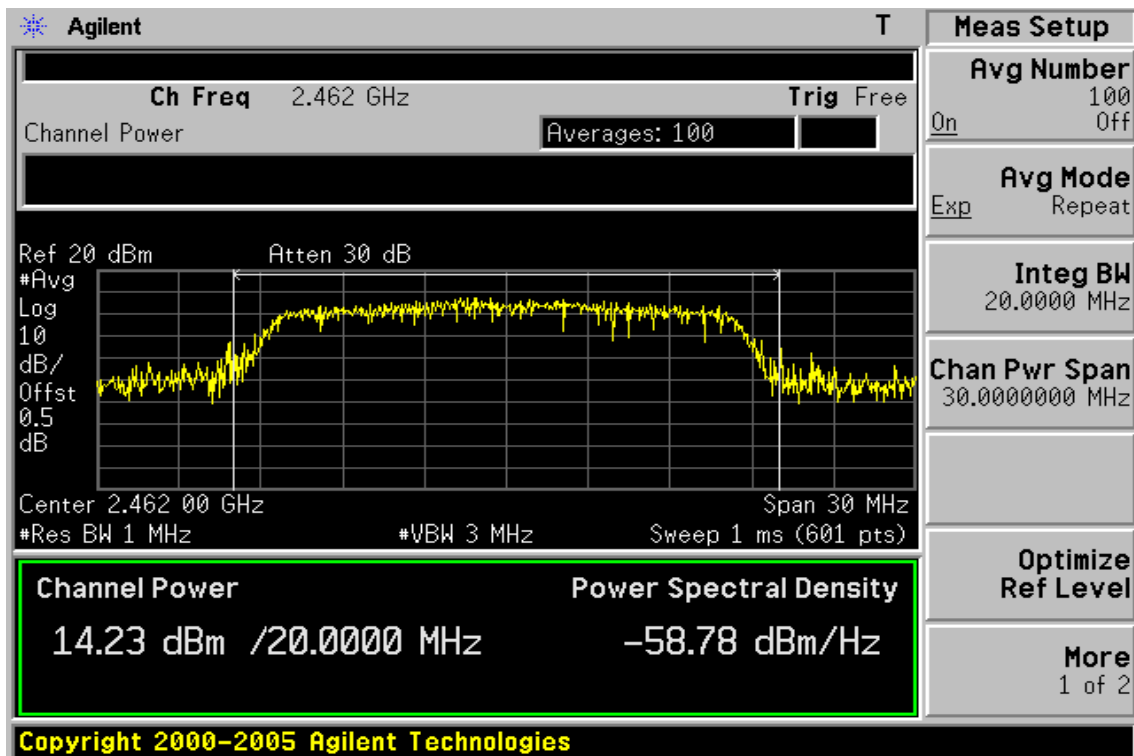 Agilent T
Ch Freq 2.462 GHz Trig Free
Channel Power Averages: 100
Ref 20 dBm Atten 30 dB
#Avg
Log
10
dB/
Offst
0.5
dB
Center 2.462 00 GHz Span 30 MHz
#Res BW 1 MHz #VBW 3 MHz Sweep 1 ms (601 pts)
Channel Power Power Spectral Density
14.23 dBm /20.0000 MHz -58.78 dBm/Hz
Copyright 2000-2005 Agilent Technologies
Meas Setup
Avg Number
100
On Off
Avg Mode
Exp Repeat
Integ BW
20.0000 MHz
Chan Pwr Span
30.0000000 MHz
Optimize
Ref Level
More
1 of 2